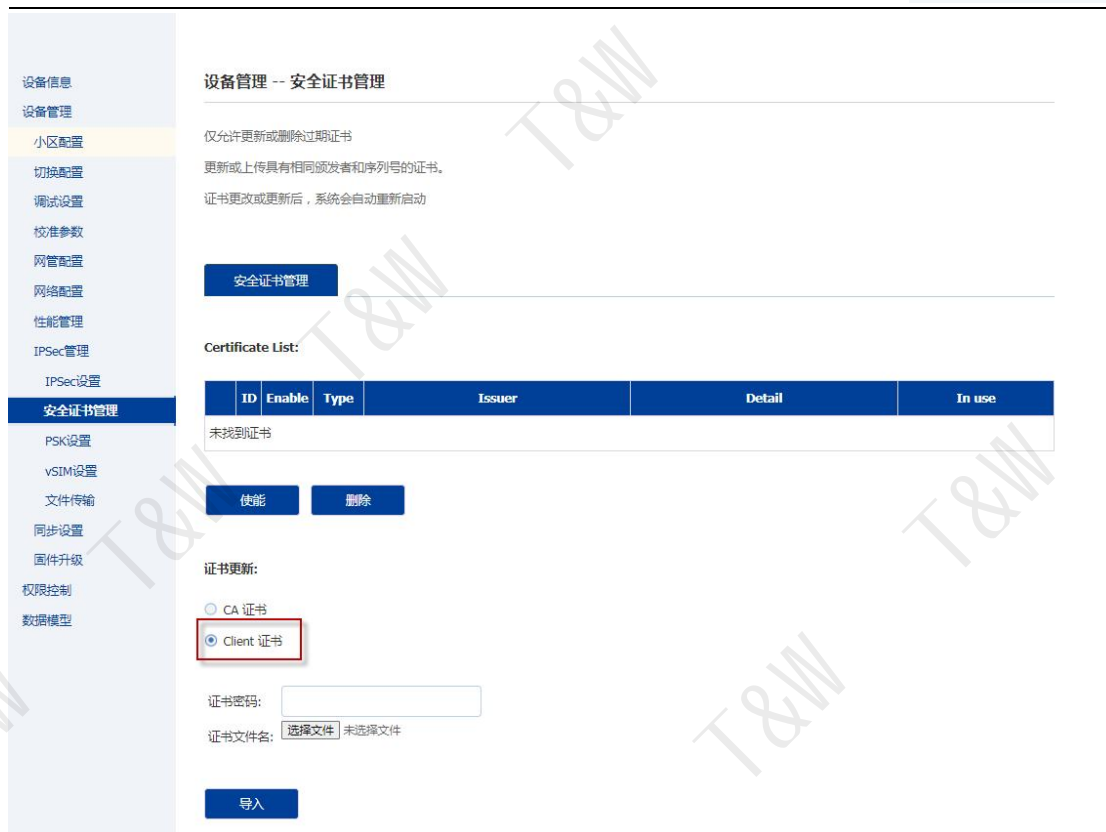 设备信息
设备管理
小区配置
切换配置
调试设置
校准参数
网管配置
网络配置
性能管理
IPSec管理
IPSec设置
安全证书管理
PSK设置
vSIM设置
文件传输
同步设置
固件升级
权限控制
数据模型
设备管理 -- 安全证书管理
仅允许更新或删除过期证书
更新或上传具有相同颁发者和序列号的证书。
证书更改或更新后，系统会自动重新启动
安全证书管理
Certificate List:
ID Enable Type Issuer Detail In use
未找到证书
使能 删除
证书更新:
CA 证书
Client 证书
证书密码:
证书文件名: 选择文件 未选择文件
导入
T&W
T&W
T&W
T&W
T&W
W